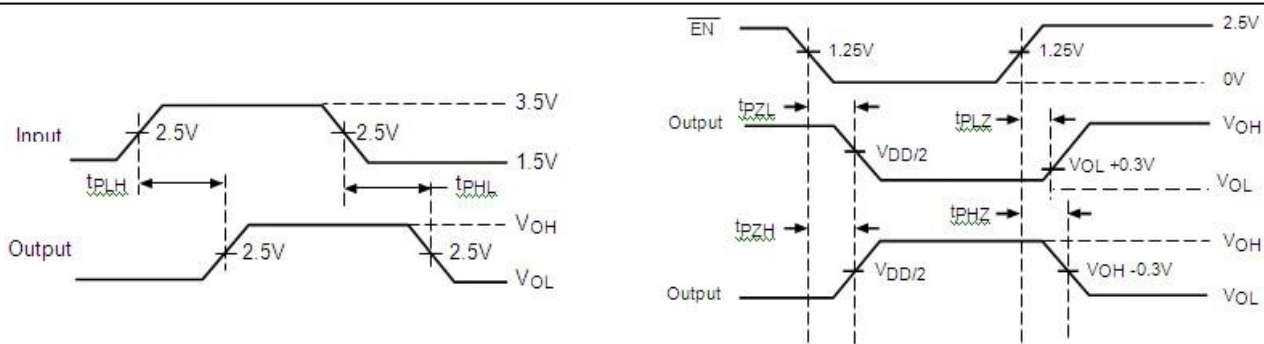 Input
2.5V
2.5V
3.5V
1.5V
tPLH
tPHL
Output
2.5V
2.5V
VOH
VOL
EN
1.25V
1.25V
2.5V
0V
Output
tPZL
VDD/2
tPLZ
VOL +0.3V
VOH
VOL
tPZH
VDD/2
tPHZ
VOH -0.3V
VOH
VOL
Output